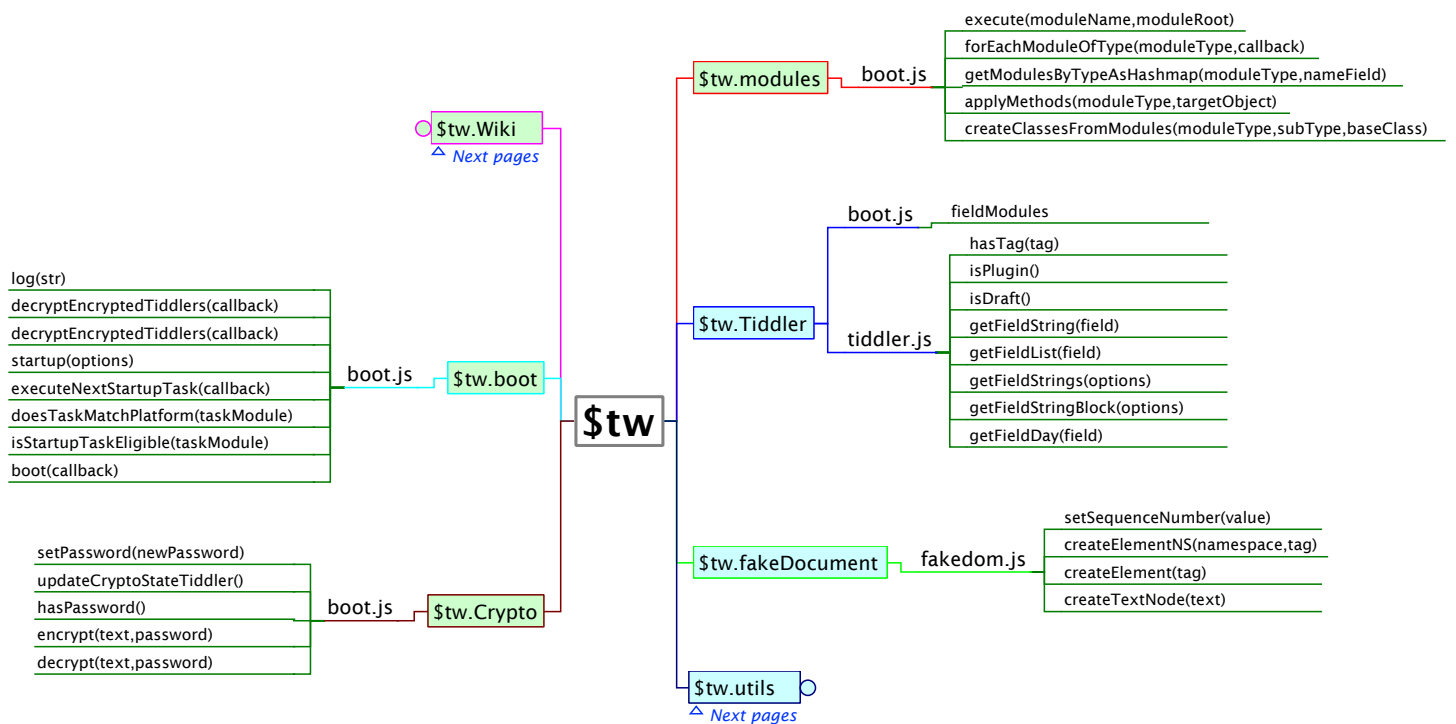 $tw
$tw.Wiki
Next pages
$tw.boot
boot.js
log(str)
decryptEncryptedTiddlers(callback)
decryptEncryptedTiddlers(callback)
startup(options)
executeNextStartupTask(callback)
doesTaskMatchPlatform(taskModule)
isStartupTaskEligible(taskModule)
boot(callback)
$tw.Crypto
boot.js
setPassword(newPassword)
updateCryptoStateTiddler()
hasPassword()
encrypt(text,password)
decrypt(text,password)
$tw.modules
boot.js
execute(moduleName,moduleRoot)
forEachModuleOfType(moduleType,callback)
getModulesByTypeAsHashmap(moduleType,nameField)
applyMethods(moduleType,targetObject)
createClassesFromModules(moduleType,subType,baseClass)
$tw.Tiddler
boot.js
fieldModules
tiddler.js
hasTag(tag)
isPlugin()
isDraft()
getFieldString(field)
getFieldList(field)
getFieldStrings(options)
getFieldStringBlock(options)
getFieldDay(field)
$tw.fakeDocument
fakedom.js
setSequenceNumber(value)
createElementNS(namespace,tag)
createElement(tag)
createTextNode(text)
$tw.utils
Next pages